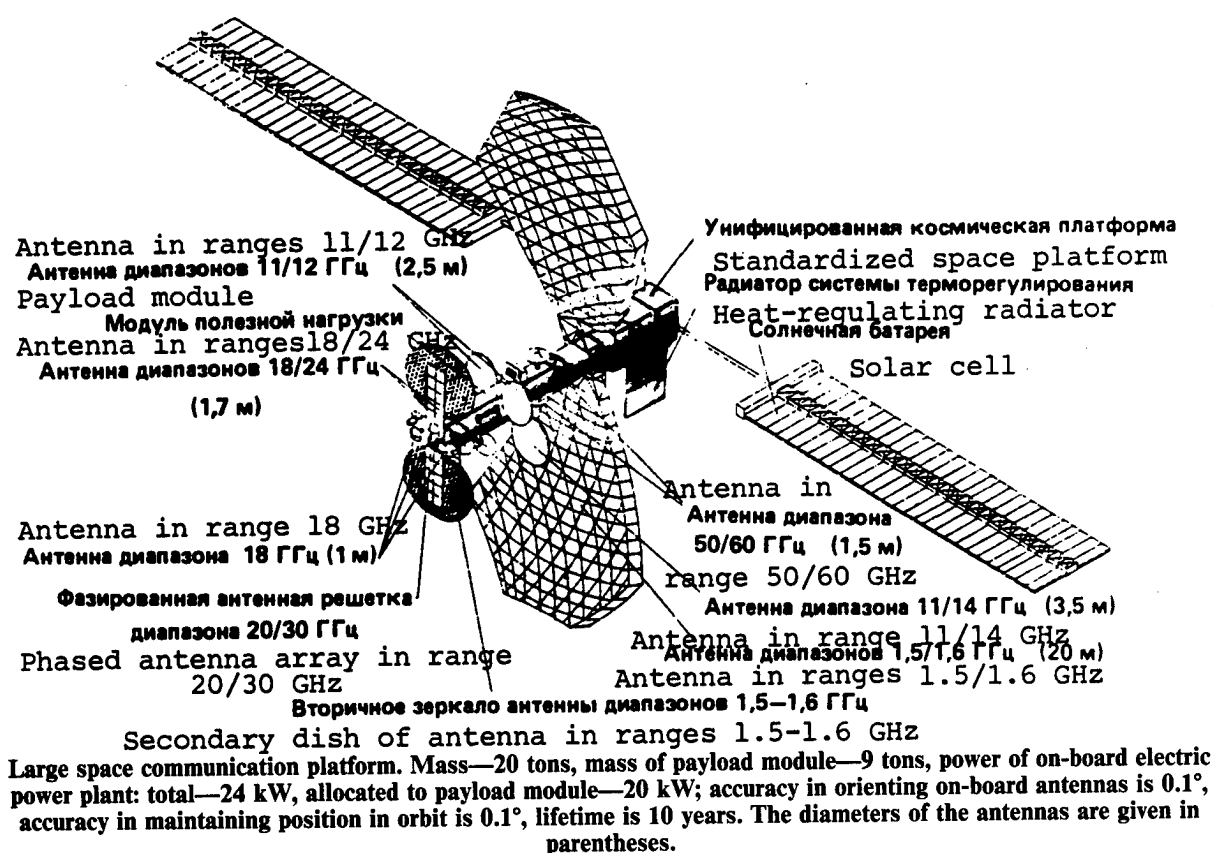 Antenna in ranges 11/12 GHz
Антенна диапазонов 11/12 ГГц (2,5 м)
Payload module
Модуль полезной нагрузки
Antenna in ranges18/24 GHz
Антенна диапазонов 18/24 ГГц
(1,7 м)
Унифицированная космическая платформа
Standardized space platform
Радиатор системы терморегулирования
Heat-regulating radiator
Солнечная батарея
Solar cell
Antenna in range 18 GHz
Антенна диапазона 18 ГГц (1 м)
Фазированная антенная решетка
диапазона 20/30 ГГц
Phased antenna array in range
20/30 GHz
Antenna in
Антенна диапазона
50/60 ГГц (1,5 м)
range 50/60 GHz
Антенна диапазона 11/14 ГГц (3,5 м)
Antenna in range 11/14 GHz
Антенна диапазонов 1,5/1,6 ГГц (20 м)
Antenna in ranges 1.5/1.6 GHz
Вторичное зеркало антенны диапазонов 1,5–1,6 ГГц
Secondary dish of antenna in ranges 1.5-1.6 GHz
Large space communication platform. Mass—20 tons, mass of payload module—9 tons, power of on-board electric
power plant: total—24 kW, allocated to payload module—20 kW; accuracy in orienting on-board antennas is 0.1°,
accuracy in maintaining position in orbit is 0.1°, lifetime is 10 years. The diameters of the antennas are given in
parentheses.